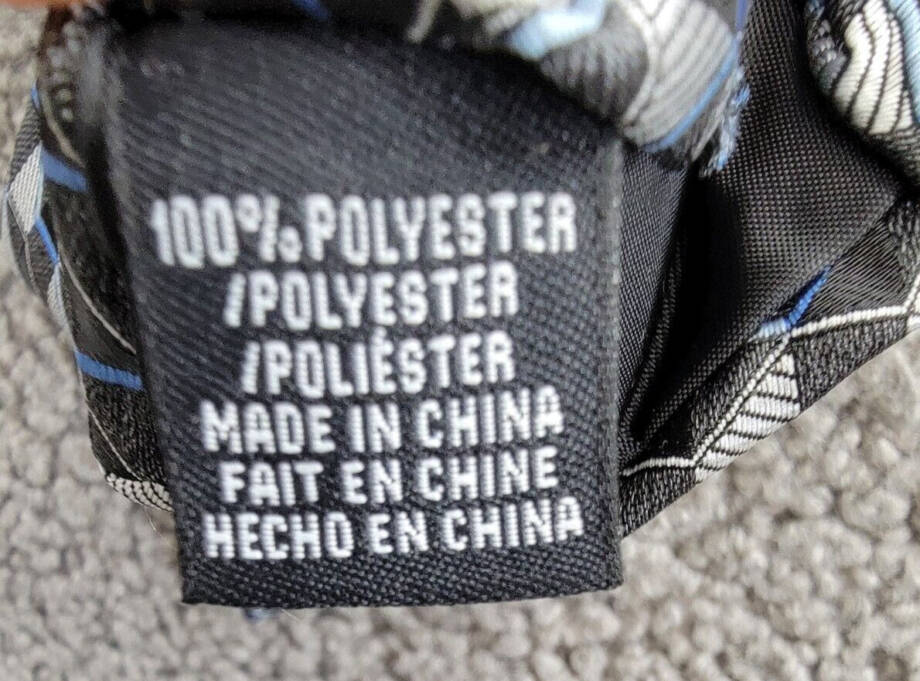 100% POLYESTER
/POLYESTER
/POLIÉSTER
MADE IN CHINA
FAIT EN CHINE
HECHO EN CHINA